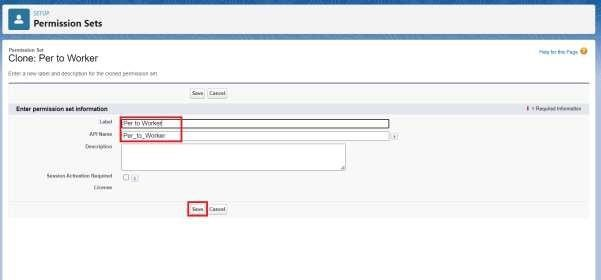 SETUP
Permission Sets
Permission Set
Clone: Per to Worker
Help for this Page
Enter a new label and description for the cloned permission set.
Save Cancel
Enter permission set information
= Required Information
Label Per to Worker
API Name Per_to_Worker
Description
Session Activation Required
License
Save Cancel